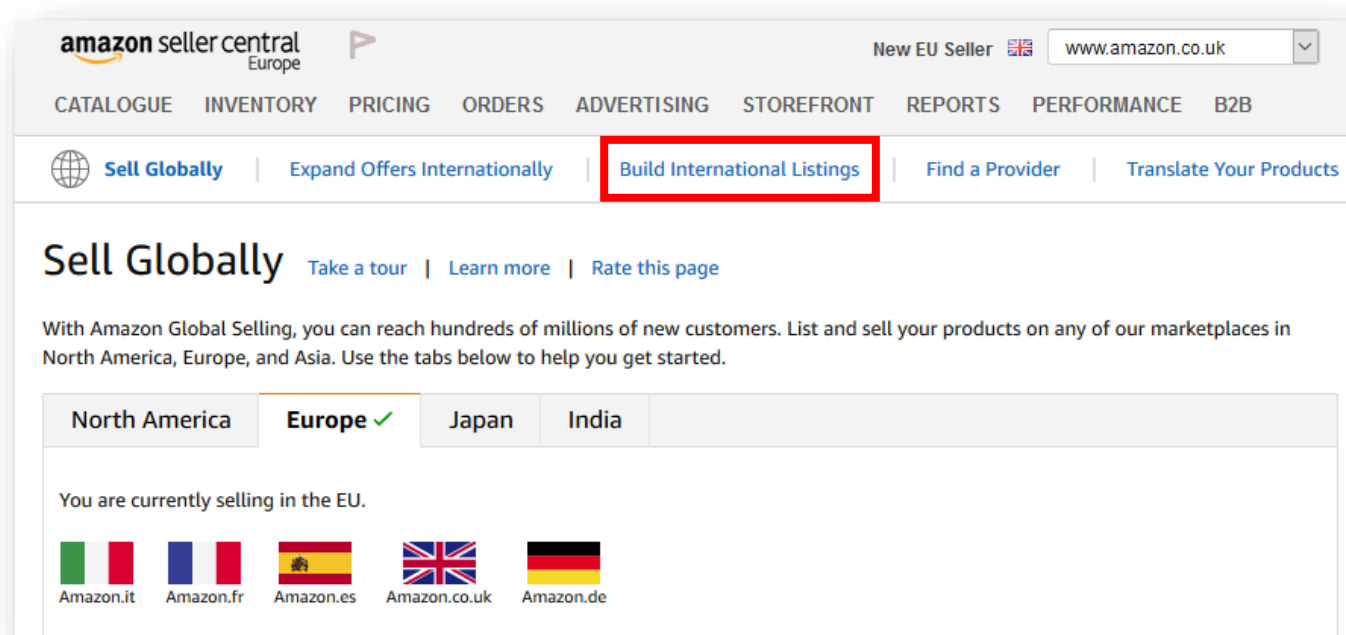 amazon seller central
Europe
New EU Seller
www.amazon.co.uk
CATALOGUE INVENTORY PRICING ORDERS ADVERTISING STOREFRONT REPORTS PERFORMANCE B2B
Sell Globally | Expand Offers Internationally | Build International Listings | Find a Provider | Translate Your Products
Sell Globally Take a tour | Learn more | Rate this page
With Amazon Global Selling, you can reach hundreds of millions of new customers. List and sell your products on any of our marketplaces in
North America, Europe, and Asia. Use the tabs below to help you get started.
North America Europe Japan India
You are currently selling in the EU.
Amazon.it Amazon.fr Amazon.es Amazon.co.uk Amazon.de